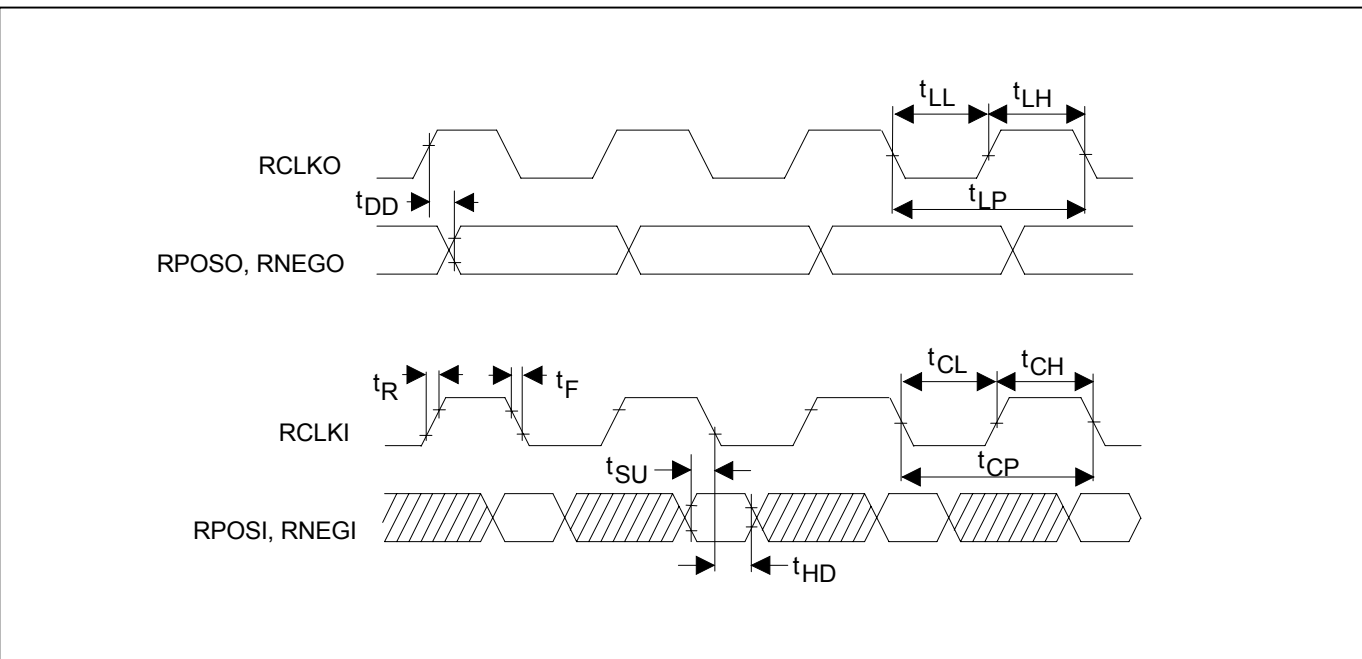 tLL
tLH
RCLKO
tDD
tLP
RPOSO, RNEGO
tCL
tCH
tR
tF
RCLKI
tSU
tCP
RPOSI, RNEGI
tHD